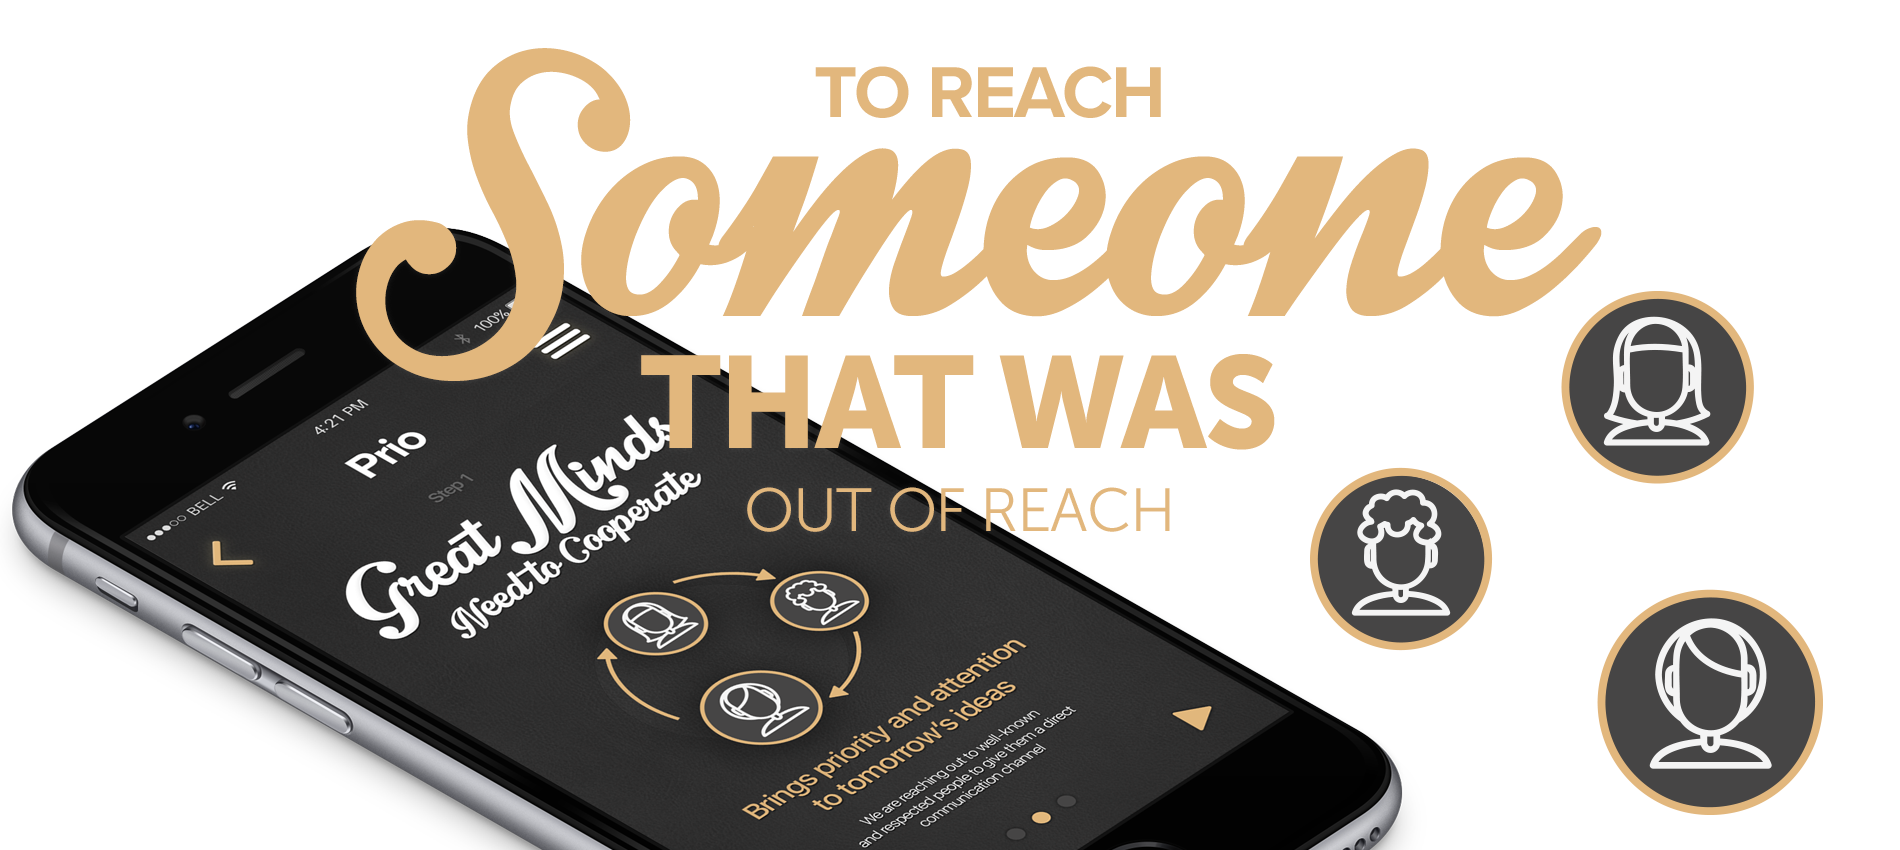 TO REACH
Someone
THAT WAS
OUT OF REACH
BELL
4:21 PM
100%
Prio
Step 1
Great Minds
Need to Cooperate
Brings priority and attention
to tomorrow's ideas
We are reaching out to well-known
and respected people to give them a direct
communication channel